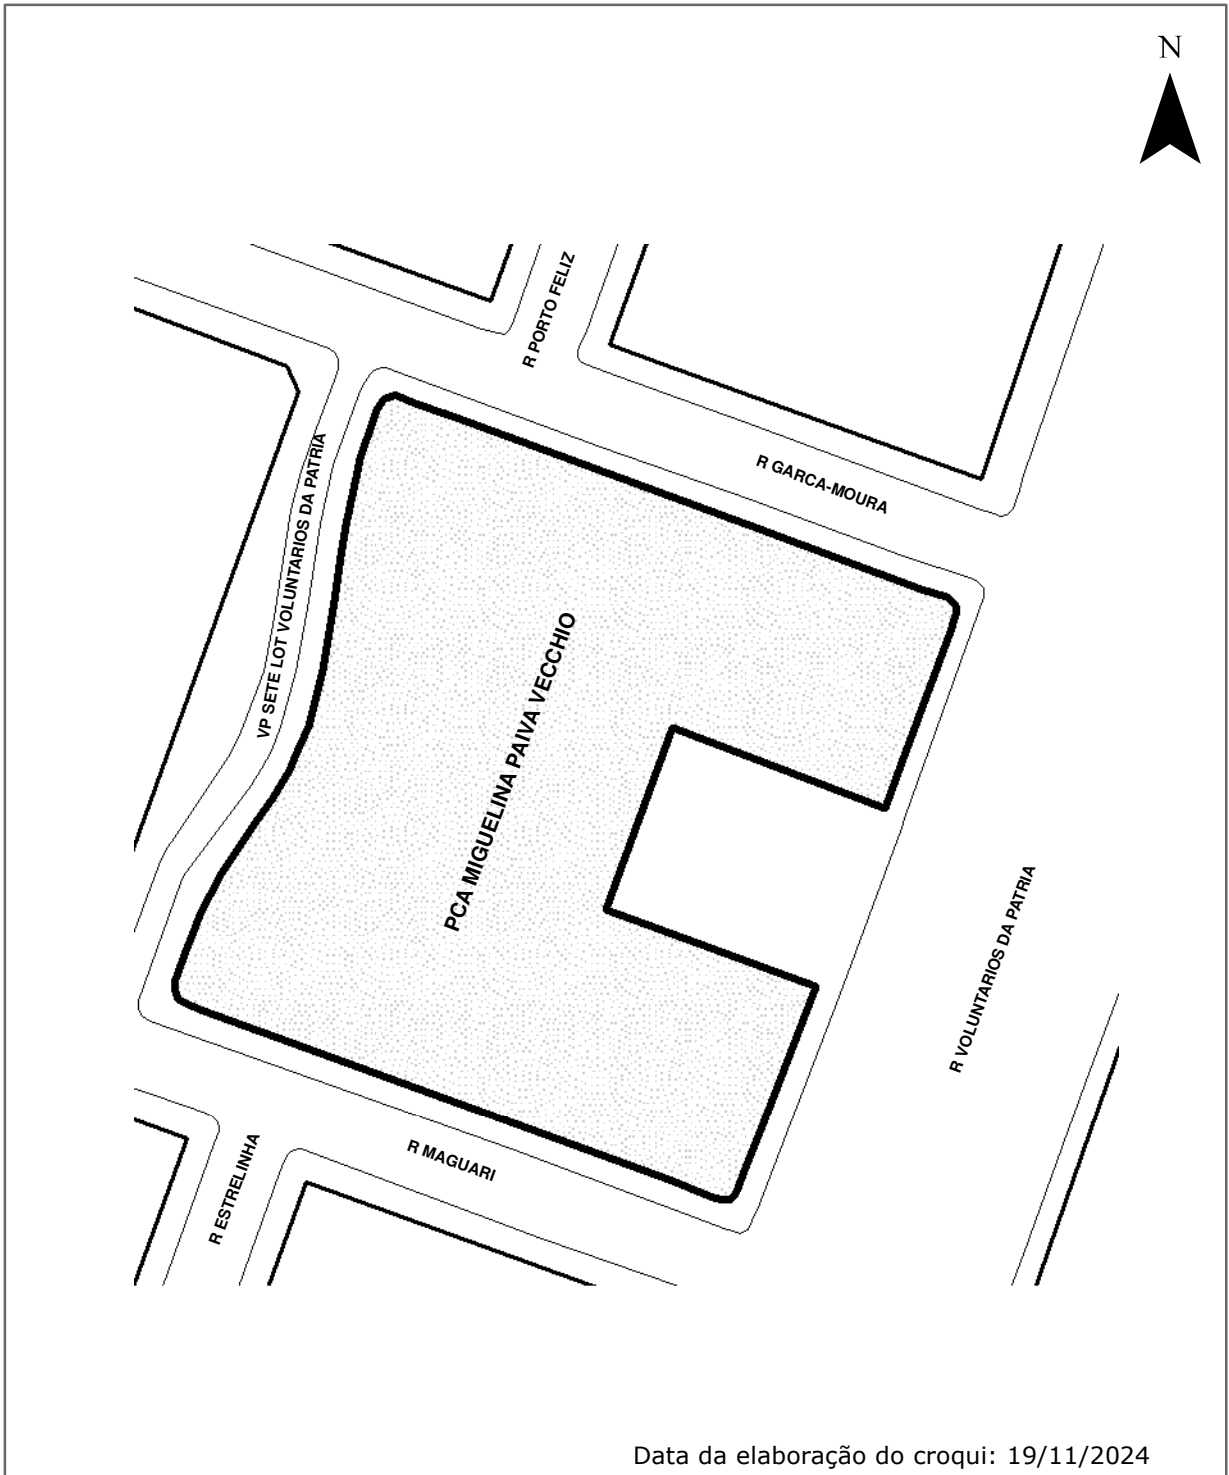 N
R PORTO FELIZ
R GARCA-MOURA
VP SETE LOT VOLUNTARIOS DA PATRIA
PCA MIGUELINA PAIVA VECCHIO
R VOLUNTARIOS DA PATRIA
R MAGUARI
R ESTRELINHA
Data da elaboração do croqui: 19/11/2024